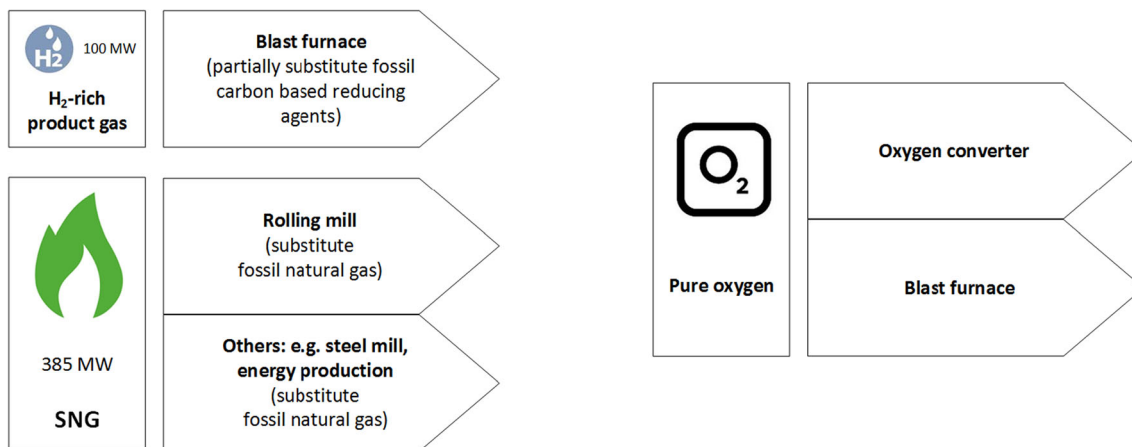 H2
100 MW
H₂-rich
product gas
Blast furnace
(partially substitute fossil
carbon based reducing
agents)
385 MW
SNG
Rolling mill
(substitute
fossil natural gas)
Others: e.g. steel mill,
energy production
(substitute
fossil natural gas)
O₂
Pure oxygen
Oxygen converter
Blast furnace